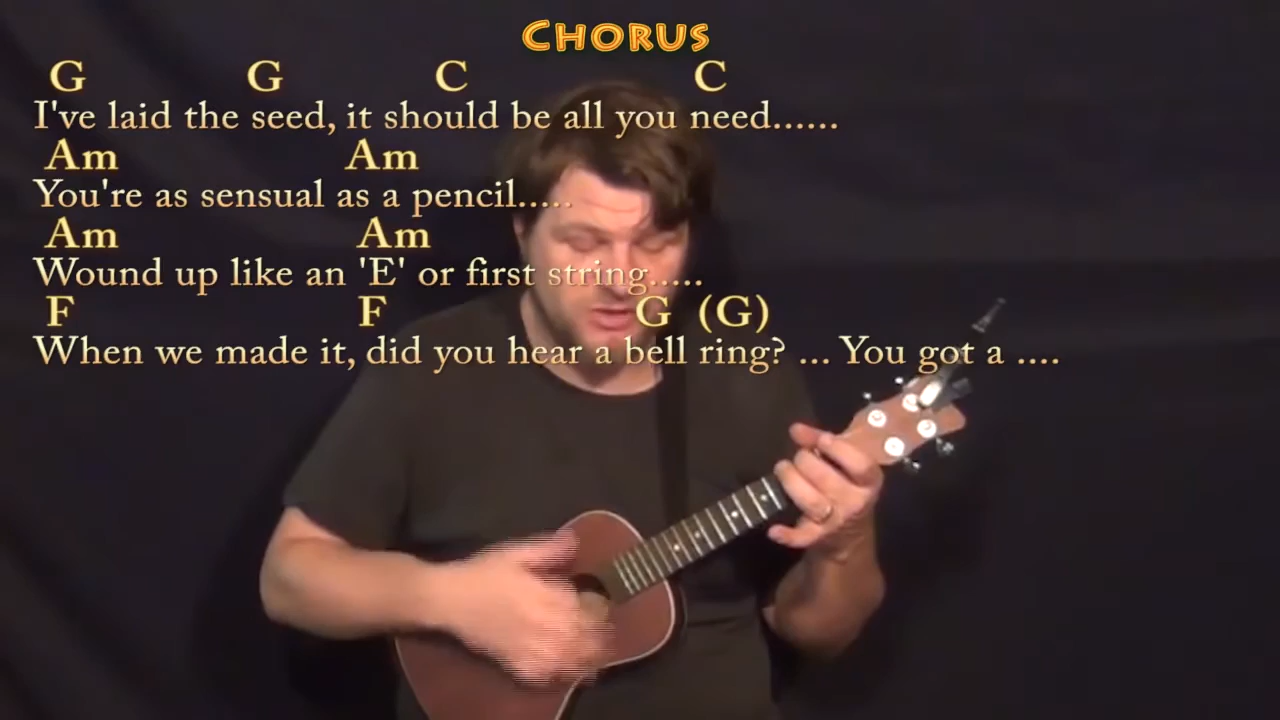 CHORUS
G G C C
I've laid the seed, it should be all you need......
Am Am
You're as sensual as a pencil.....
Am Am
Wound up like an 'E' or first string.....
F F G (G)
When we made it, did you hear a bell ring? ... You got a ....